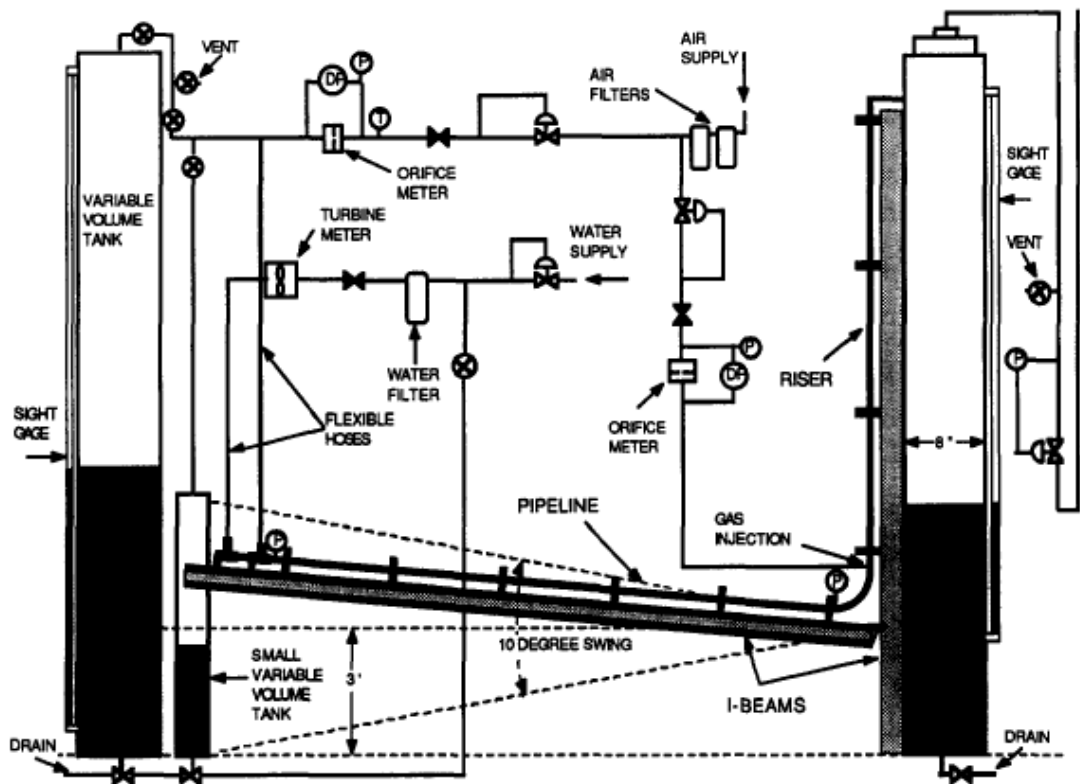 VENT
DP
P
T
AIR
SUPPLY
AIR
FILTERS
ORIFICE
METER
SIGHT
GAGE
VARIABLE
VOLUME
TANK
TURBINE
METER
WATER
SUPPLY
VENT
WATER
FILTER
P
DP
P
RISER
ORIFICE
METER
SIGHT
GAGE
FLEXIBLE
HOSES
8"
PIPELINE
GAS
INJECTION
P
P
10 DEGREE SWING
SMALL
VARIABLE
VOLUME
TANK
3'
I-BEAMS
DRAIN
DRAIN